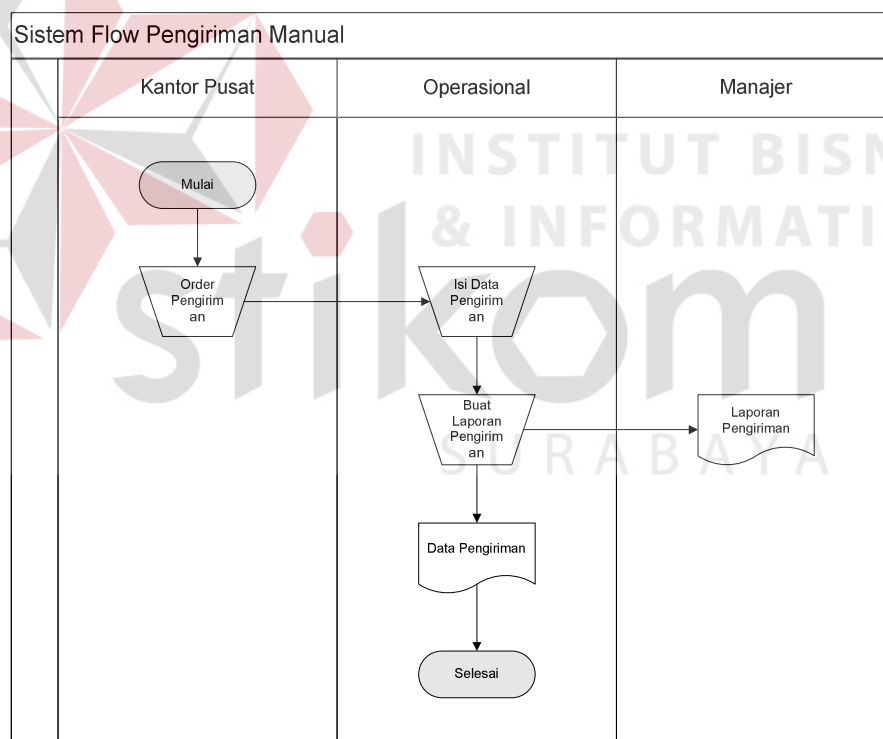 Sistem Flow Pengiriman Manual
Kantor Pusat
Operasional
Manajer
INSTITUT BISN
& INFORMATI
stikom
SURABAYA
Mulai
Order
Pengirim
an
Isi Data
Pengirim
an
Buat
Laporan
Pengirim
an
Laporan
Pengiriman
Data Pengiriman
Selesai